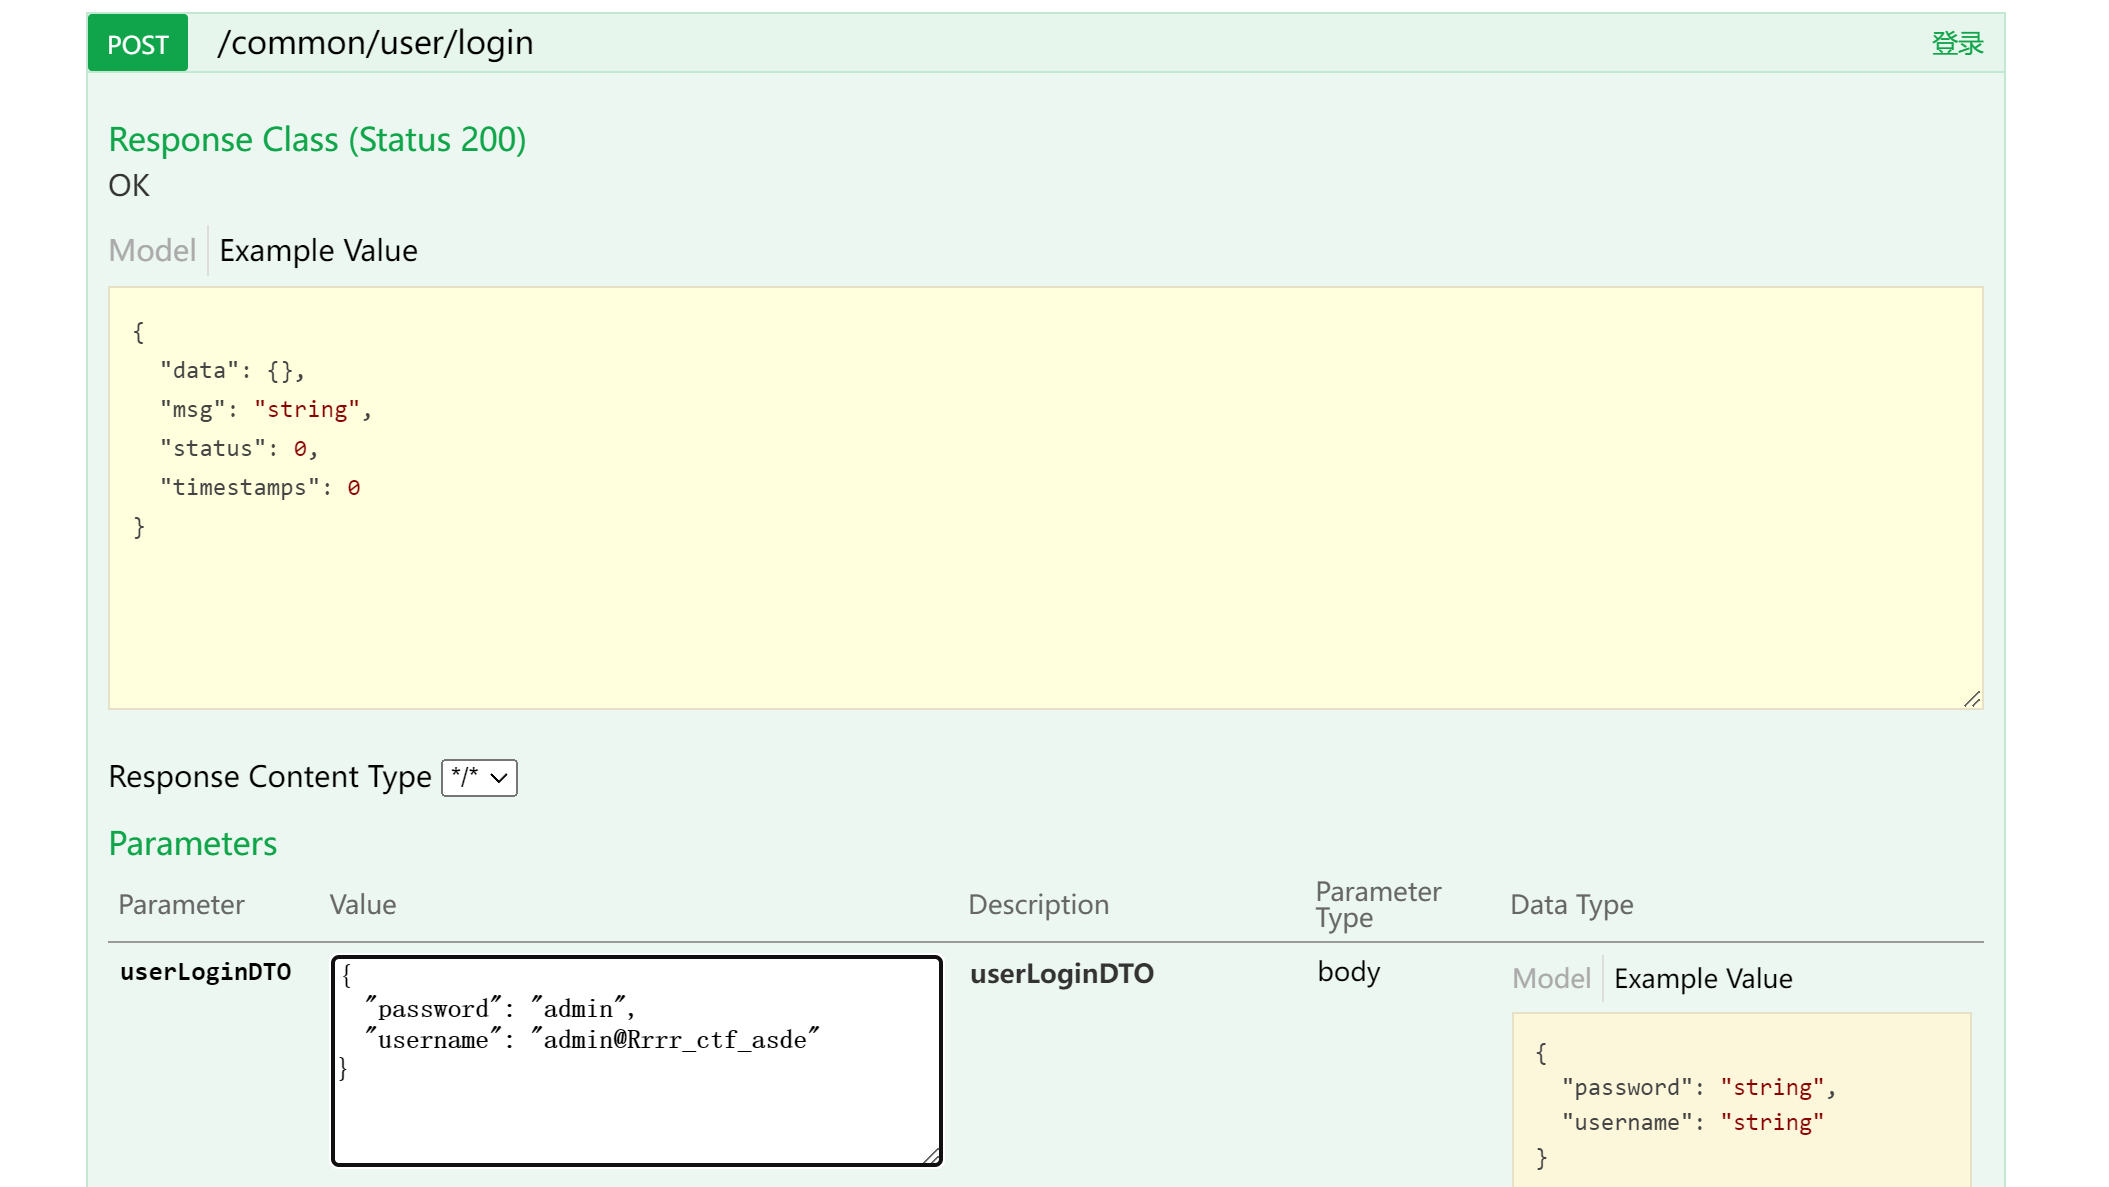 POST /common/user/login 登录
Response Class (Status 200)
OK
Model Example Value
{
"data": {},
"msg": "string",
"status": 0,
"timestamps": 0
}
Response Content Type */*
Parameters
Parameter Value Description Parameter Type Data Type
userLoginDTO
{
"password": "admin",
"username": "admin@Rrrr_ctf_asde"
}
userLoginDTO
body
Model Example Value
{
"password": "string",
"username": "string"
}